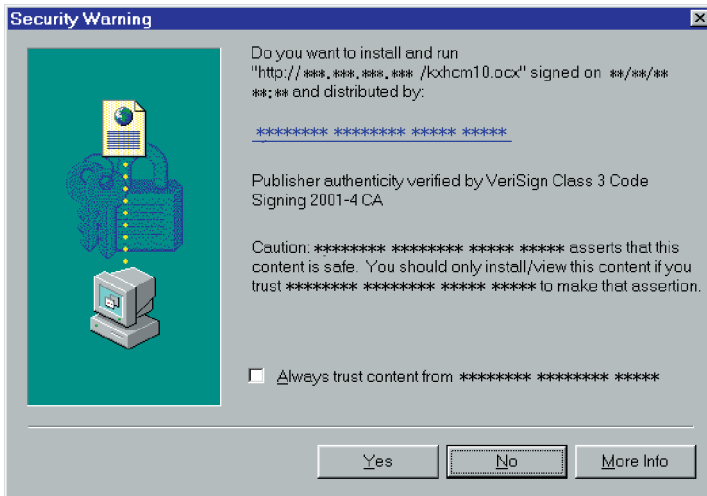 Security Warning
Do you want to install and run
"http://***.***.***.*** /kxhcm10.ocx" signed on **/**/**
**:** and distributed by:
******** ******** ***** *****
Publisher authenticity verified by VeriSign Class 3 Code
Signing 2001-4 CA
Caution: ******** ******** ***** ***** asserts that this
content is safe. You should only install/view this content if you
trust ******** ******** ***** ***** to make that assertion.
Always trust content from ******** ******** *****
Yes No More Info